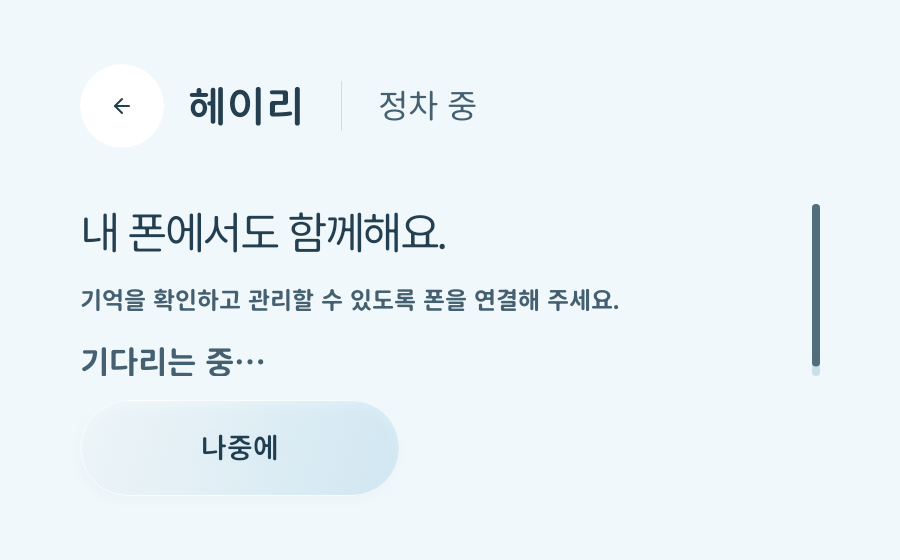 헤이리
정차 중
내 폰에서도 함께해요.
기억을 확인하고 관리할 수 있도록 폰을 연결해 주세요.
기다리는 중…
나중에